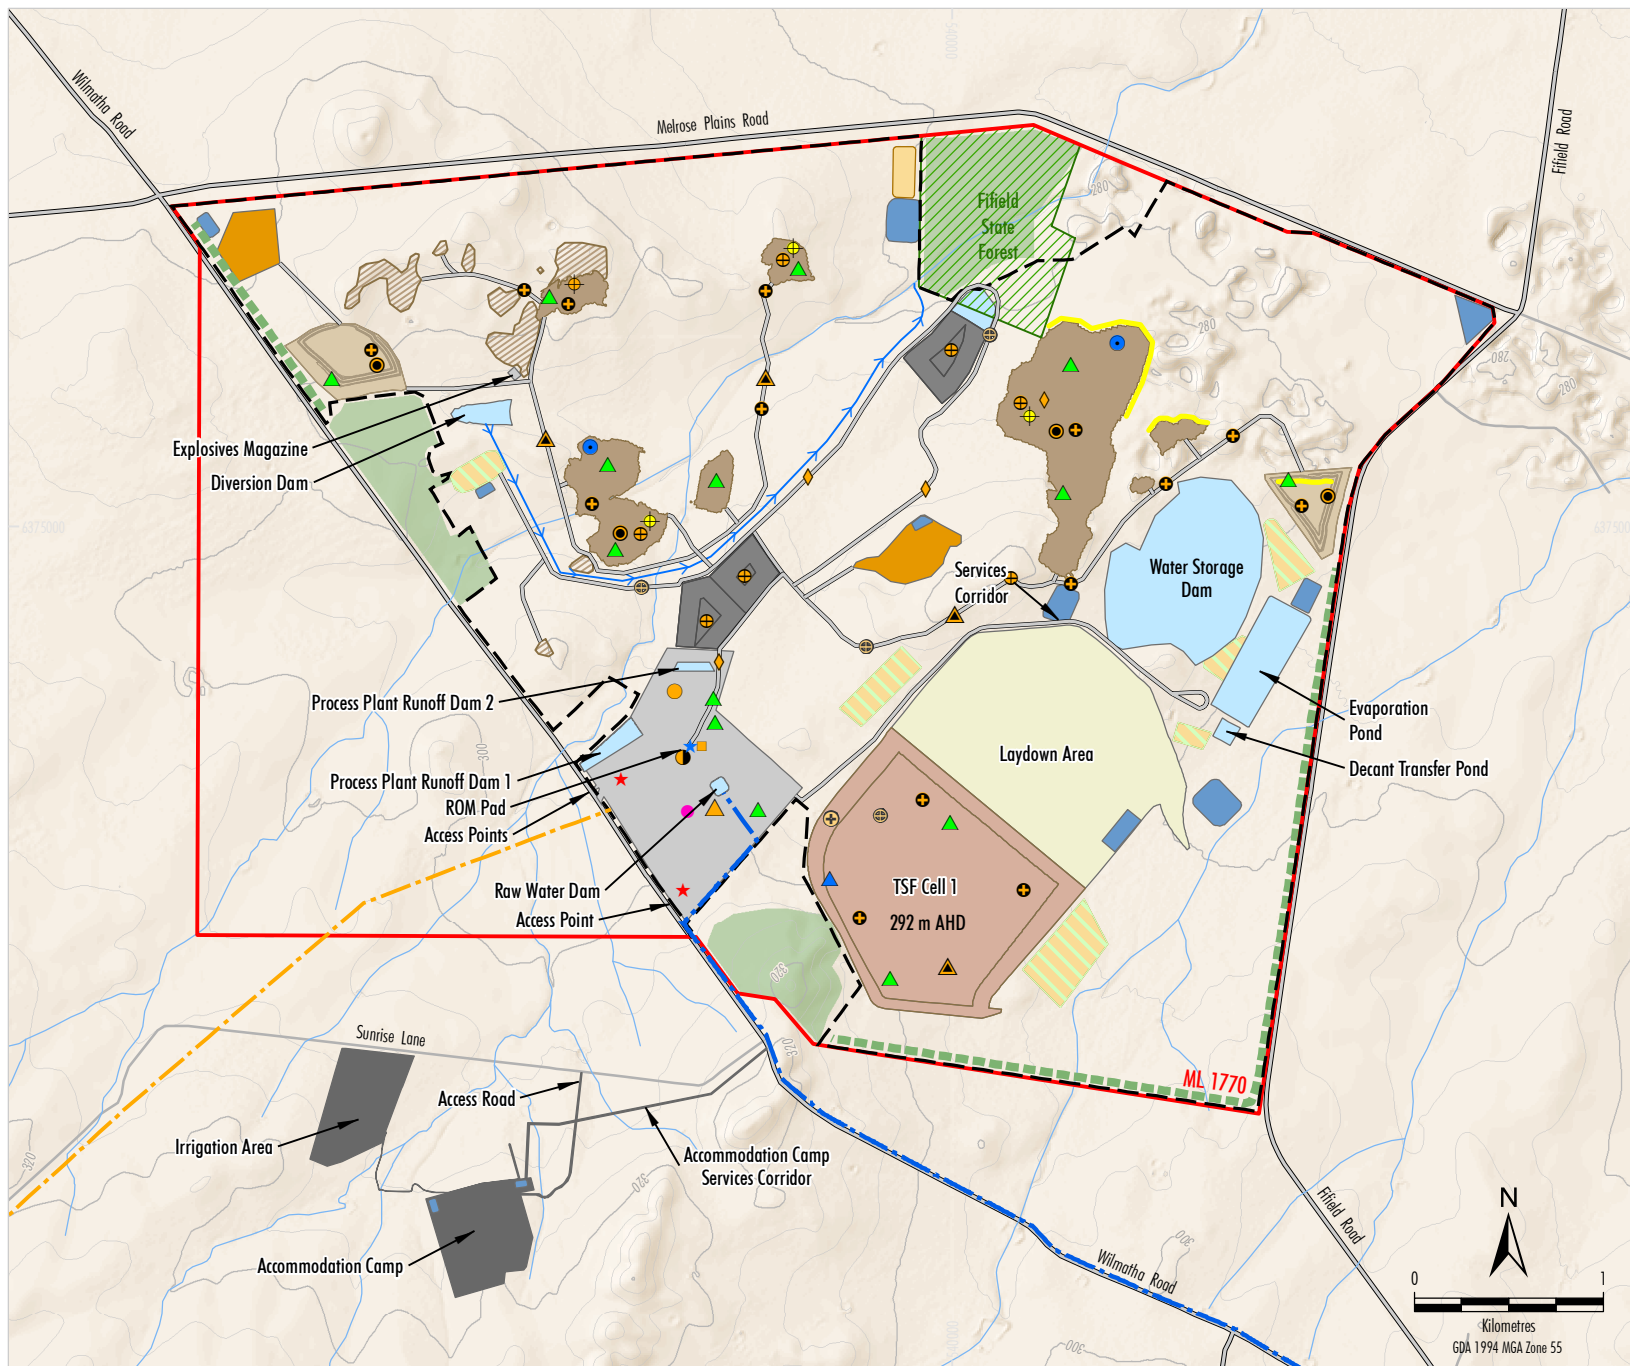 540000
Wilmatha Road
Melrose Plains Road
Fifield Road
280
Fifield
State
Forest
280
280
280
Explosives Magazine
Diversion Dam
6375000
6375000
Services
Corridor
Water Storage
Dam
Process Plant Runoff Dam 2
Evaporation
Pond
300
Laydown Area
Process Plant Runoff Dam 1
Decant Transfer Pond
ROM Pad
Access Points
Raw Water Dam
TSF Cell 1
Access Point
292 m AHD
320
Sunrise Lane
320
ML 1770
Access Road
Irrigation Area
320
Accommodation Camp
Services Corridor
320
Fifield Road
N
300
Accommodation Camp
Wilmatha Road
0 1
Kilometres
540000
300
GDA 1994 MGA Zone 55